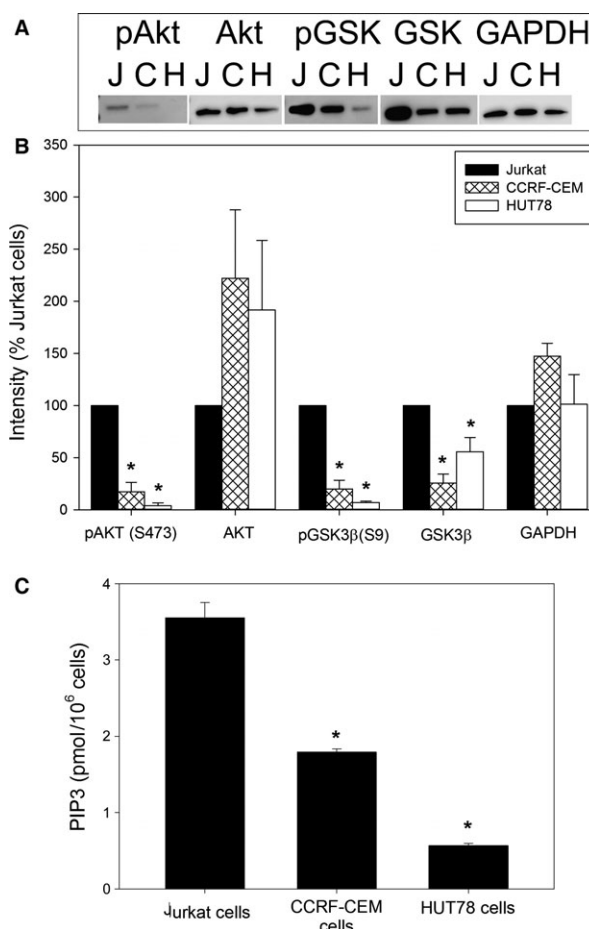 A
pAkt Akt pGSK GSK GAPDH
J C H J C H J C H J C H J C H
B
350
300
250
200
150
100
50
0
Intensity (% Jurkat cells)
Jurkat
CCRF-CEM
HUT78
* * * * * *
pAKT (S473) AKT pGSK3β(S9) GSK3β GAPDH
C
4
3
2
1
0
PIP3 (pmol/10⁶ cells)
*
*
Jurkat cells CCRF-CEM cells HUT78 cells